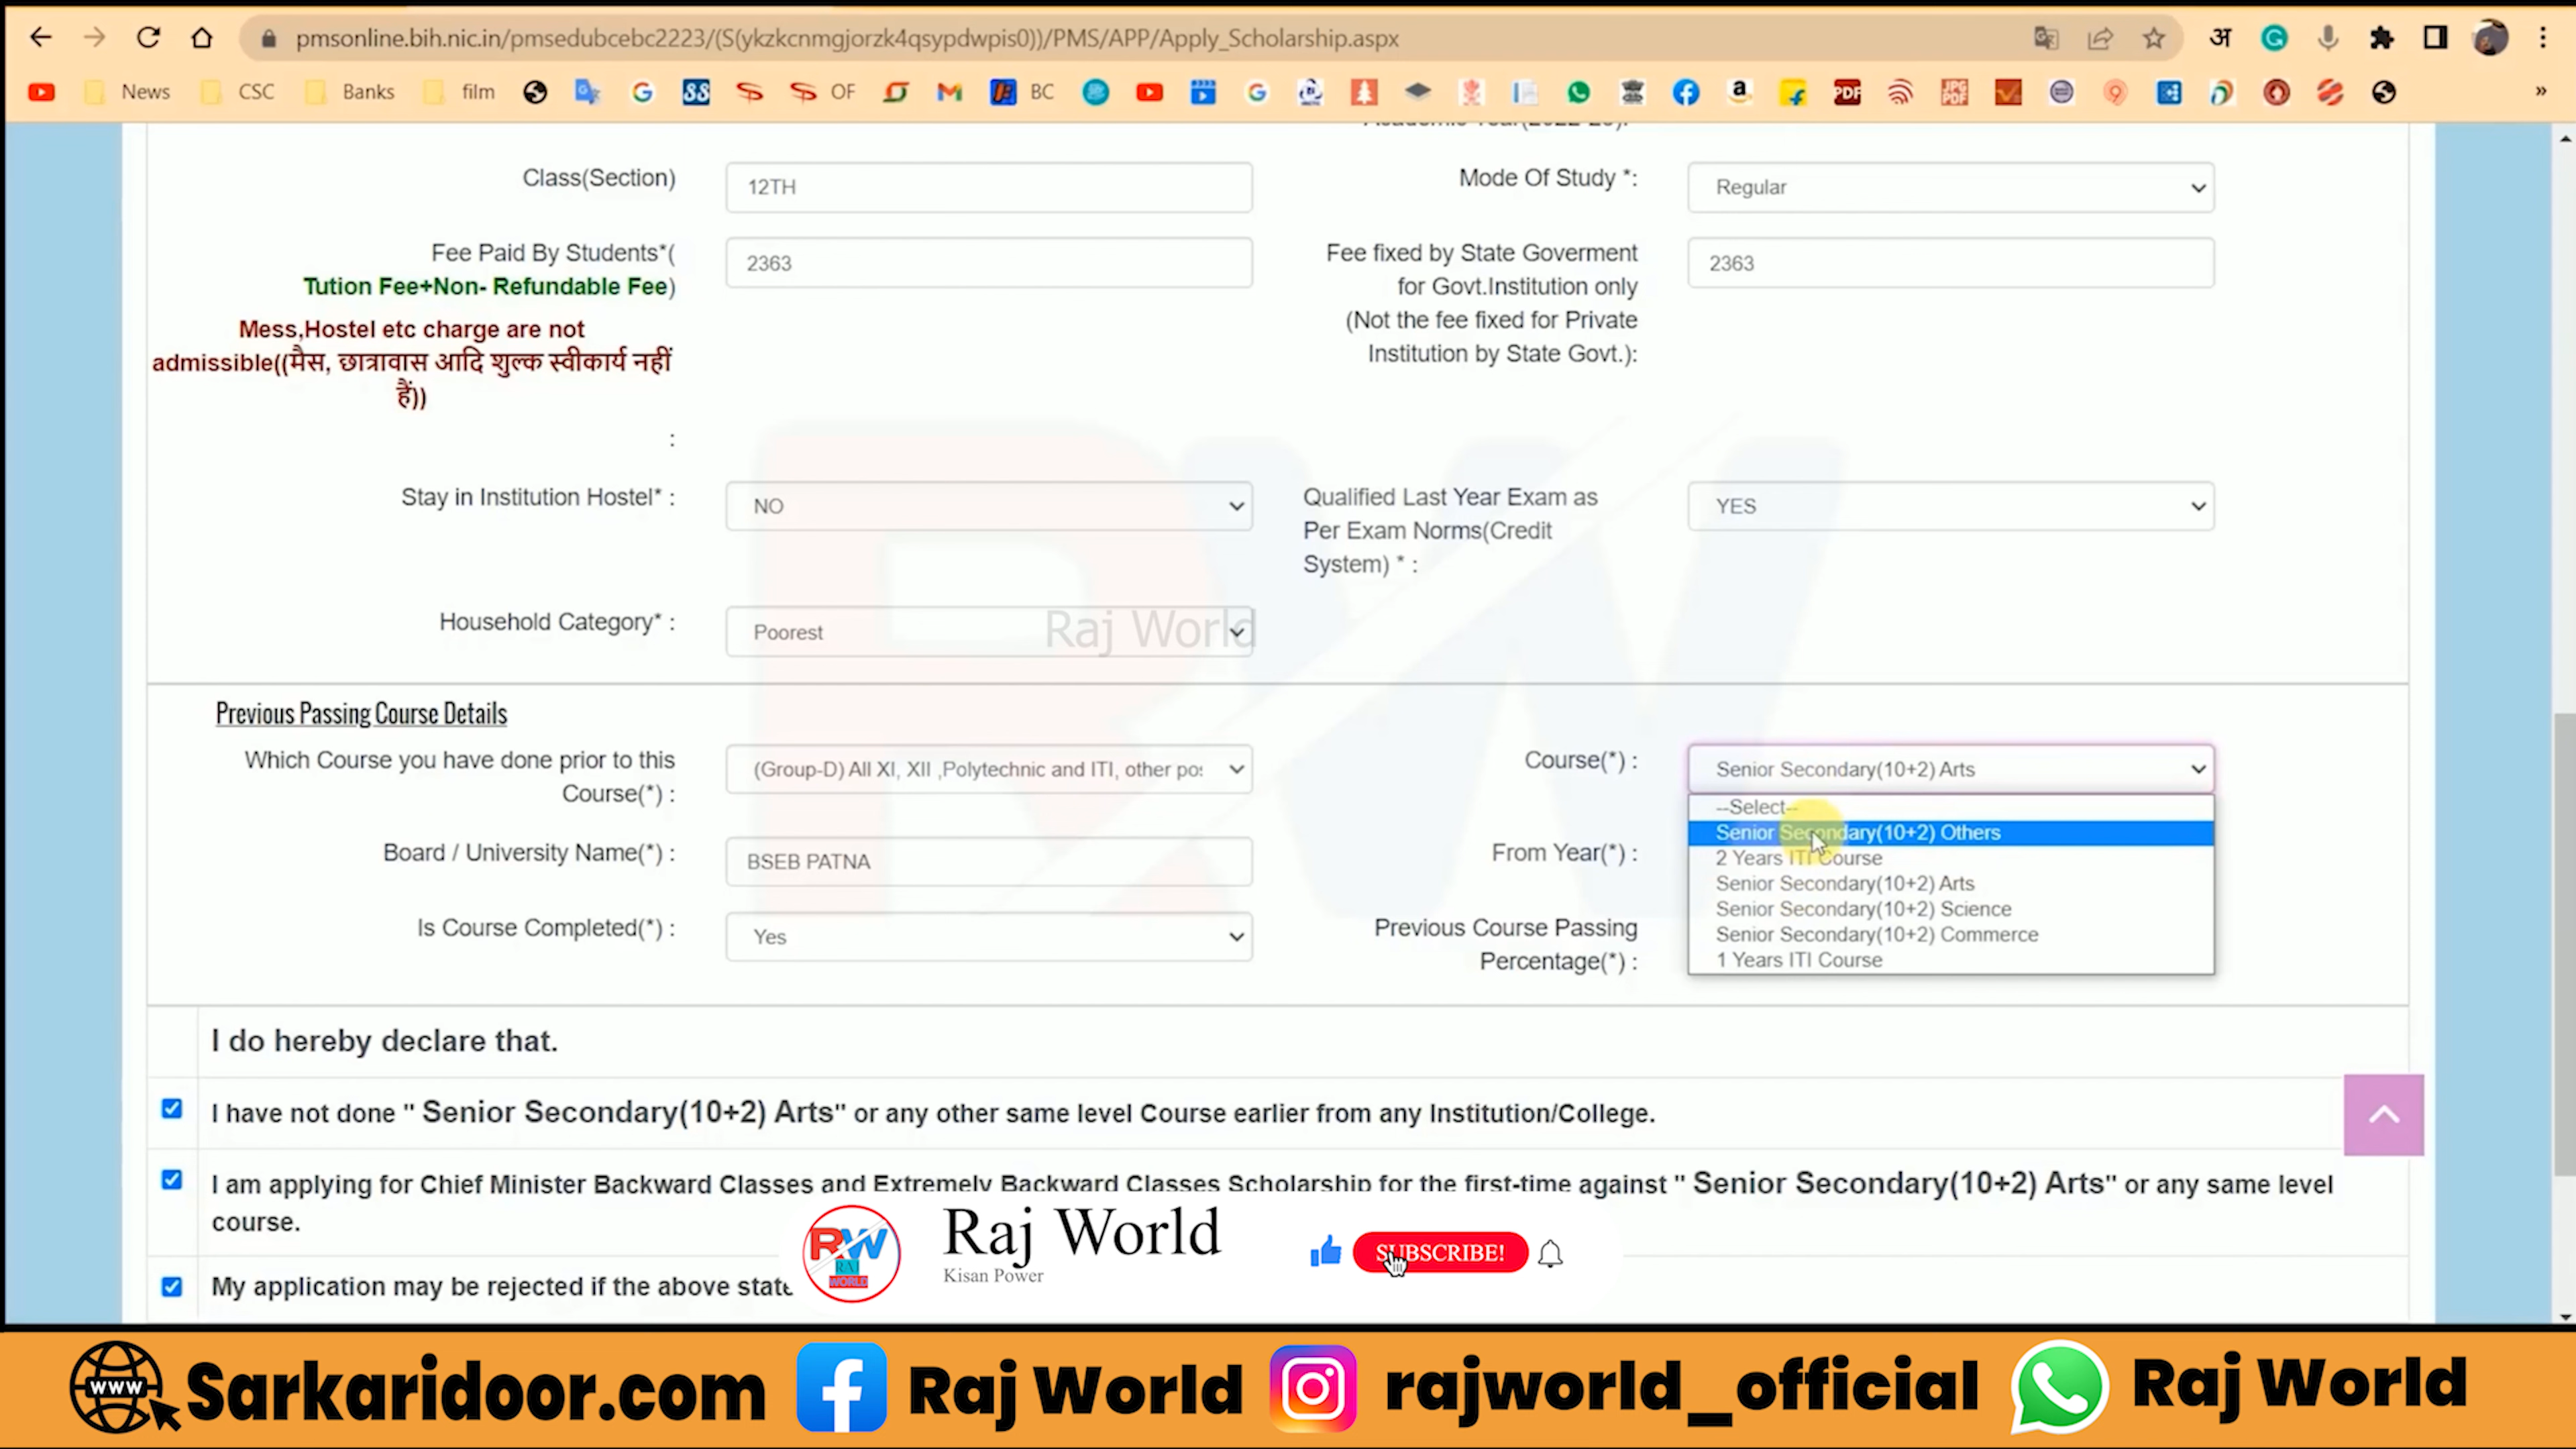 pmsonline.bih.nic.in/pmsedubcebc2223/(S(ykzkcnmgjorzk4qsypdwpis0))/PMS/APP/Apply_Scholarship.aspx
अ
News CSC Banks film SS OF BC PDF JPG PDF »
Class(Section) 12TH Mode Of Study *: Regular
Fee Paid By Students*( 2363 Fee fixed by State Goverment 2363
Tution Fee+Non- Refundable Fee) for Govt.Institution only
Mess,Hostel etc charge are not (Not the fee fixed for Private
admissible((मैस, छात्रावास आदि शुल्क स्वीकार्य नहीं Institution by State Govt.):
हैं))
:
Stay in Institution Hostel* : NO Qualified Last Year Exam as YES
Per Exam Norms(Credit
System) * :
Household Category* : Poorest
Raj World
Previous Passing Course Details
Which Course you have done prior to this (Group-D) All XI, XII ,Polytechnic and ITI, other pos Course(*) : Senior Secondary(10+2) Arts
Course(*) :
--Select--
Senior Secondary(10+2) Others
2 Years ITI Course
Senior Secondary(10+2) Arts
Senior Secondary(10+2) Science
Senior Secondary(10+2) Commerce
1 Years ITI Course
Board / University Name(*) : BSEB PATNA From Year(*) :
Is Course Completed(*) : Yes Previous Course Passing
Percentage(*) :
I do hereby declare that.
I have not done " Senior Secondary(10+2) Arts" or any other same level Course earlier from any Institution/College.
I am applying for Chief Minister Backward Classes and Extremely Backward Classes Scholarship for the first-time against " Senior Secondary(10+2) Arts" or any same level
course.
My application may be rejected if the above state
RW
RAJ
WORLD
Raj World
Kisan Power
SUBSCRIBE!
www Sarkaridoor.com Raj World rajworld_official Raj World